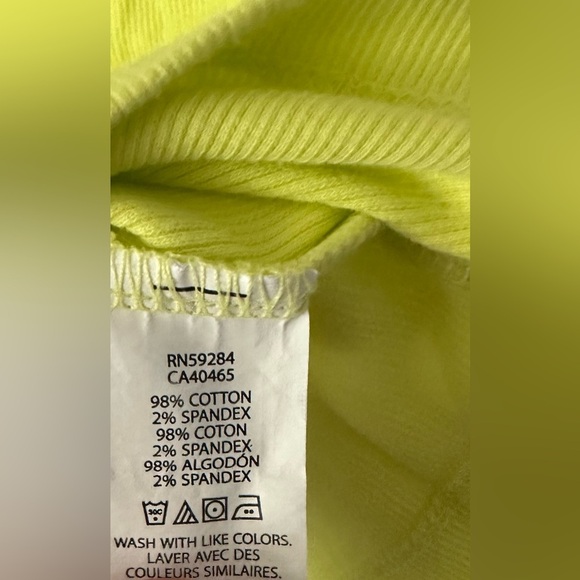 RN59284
CA40465
98% COTTON
2% SPANDEX
98% COTON
2% SPANDEX
98% ALGODÓN
2% SPANDEX
30C
WASH WITH LIKE COLORS.
LAVER AVEC DES
COULEURS SIMILAIRES.